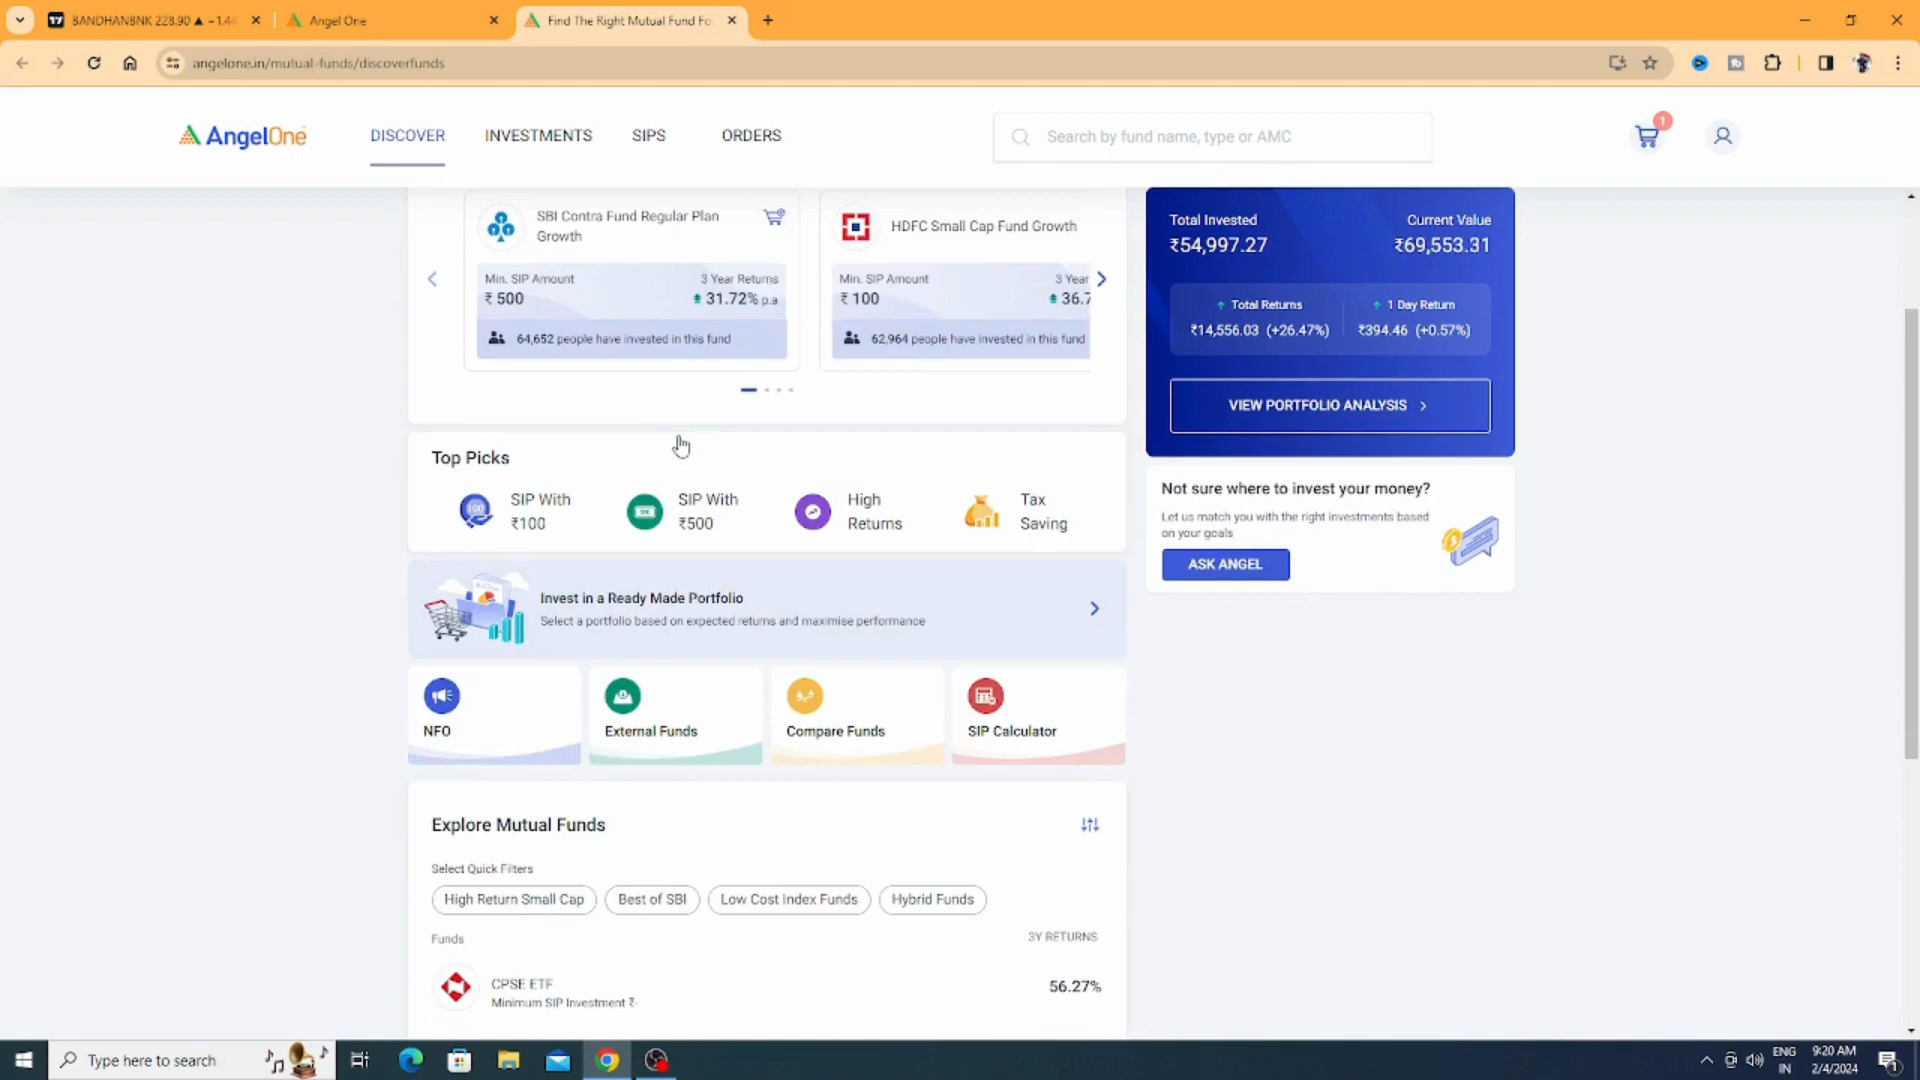 BANDHANBNK 228.90 ▲ −1.44
Angel One
Find The Right Mutual Fund Fo
angelone.in/mutual-funds/discoverfunds
AngelOne
DISCOVER
INVESTMENTS
SIPS
ORDERS
Search by fund name, type or AMC
1
SBI Contra Fund Regular Plan
Growth
Min. SIP Amount
3 Year Returns
₹ 500
31.72% p.a
64,652 people have invested in this fund
HDFC Small Cap Fund Growth
Min. SIP Amount
3 Year
₹ 100
36.7
62,964 people have invested in this fund
Total Invested
Current Value
₹54,997.27
₹69,553.31
Total Returns
1 Day Return
₹14,556.03 (+26.47%)
₹394.46 (+0.57%)
VIEW PORTFOLIO ANALYSIS >
Top Picks
SIP With
₹100
SIP With
₹500
High
Returns
Tax
Saving
Not sure where to invest your money?
Let us match you with the right investments based
on your goals
ASK ANGEL
Invest in a Ready Made Portfolio
Select a portfolio based on expected returns and maximise performance
NFO
External Funds
Compare Funds
SIP Calculator
Explore Mutual Funds
Select Quick Filters
High Return Small Cap
Best of SBI
Low Cost Index Funds
Hybrid Funds
Funds
3Y RETURNS
CPSE ETF
56.27%
Minimum SIP Investment ₹-
Type here to search
ENG
IN
9:20 AM
2/4/2024
1